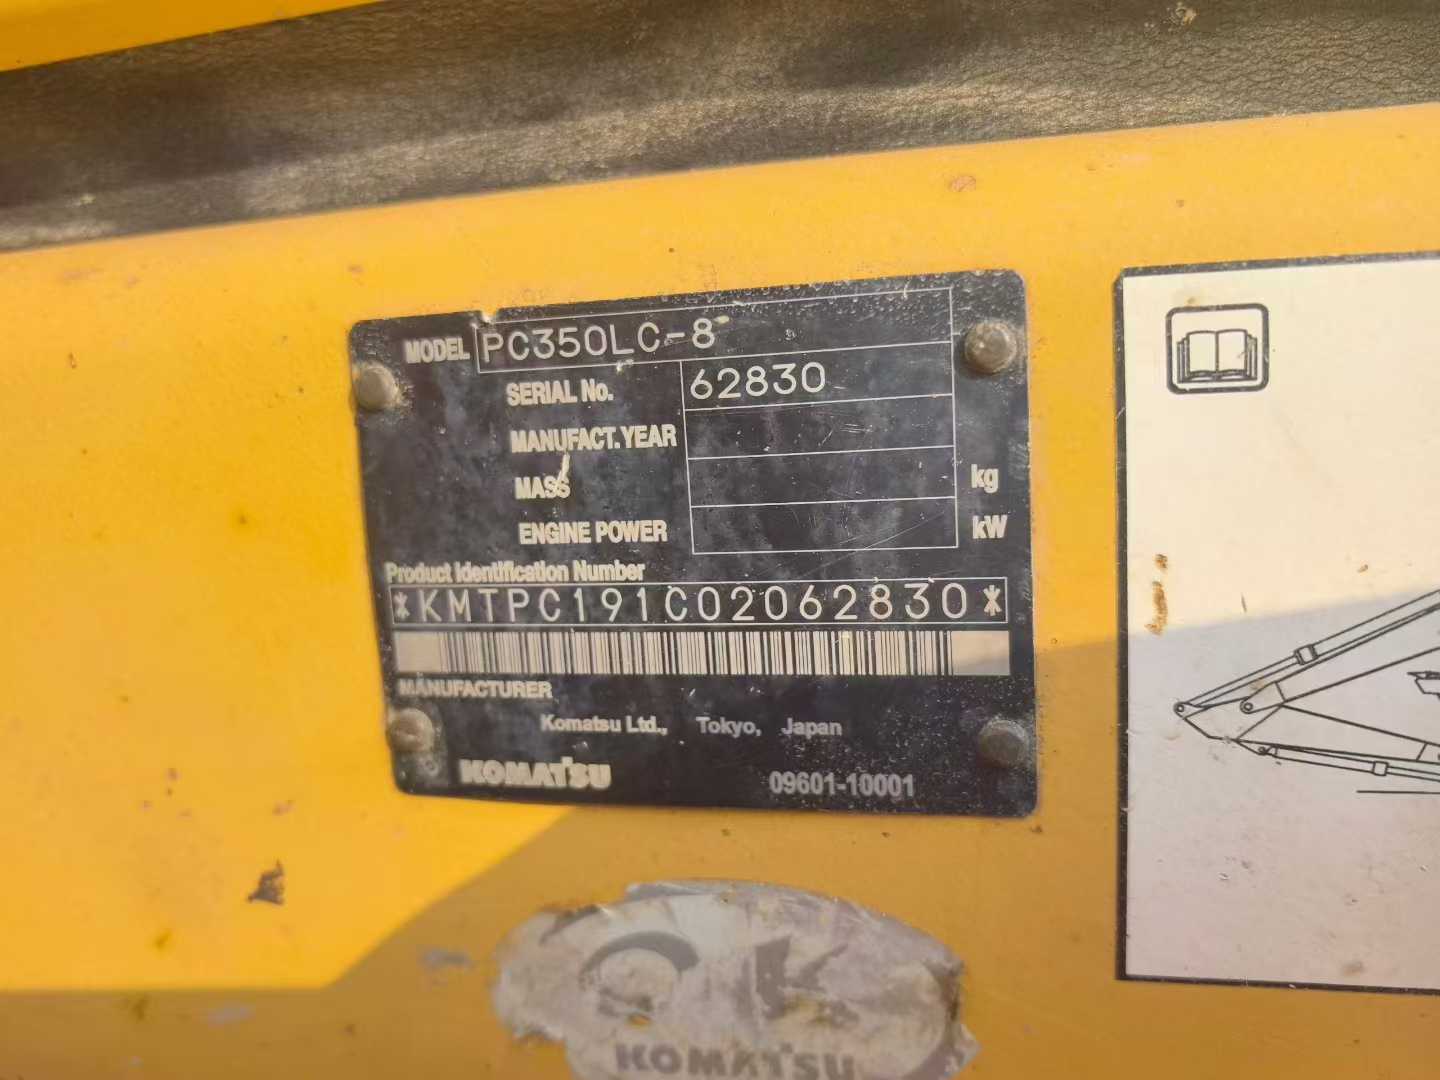 MODEL PC350LC-8
SERIAL No. 62830
MANUFACT. YEAR
MASS kg
ENGINE POWER kW
Product Identification Number
*KMTPC191C02062830*
MANUFACTURER
Komatsu Ltd., Tokyo, Japan
KOMATSU 09601-10001
OK
KOMATSU